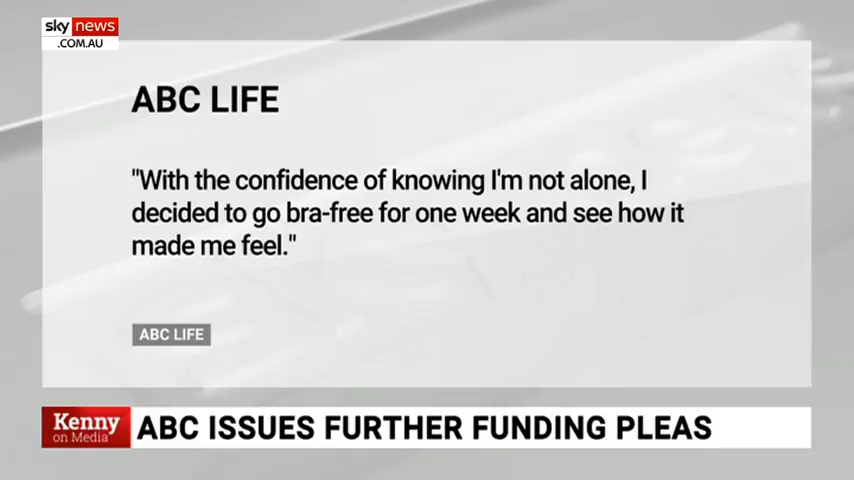 sky news
.COM.AU
ABC LIFE
"With the confidence of knowing I'm not alone, I
decided to go bra-free for one week and see how it
made me feel."
ABC LIFE
Kenny
on Media
ABC ISSUES FURTHER FUNDING PLEAS